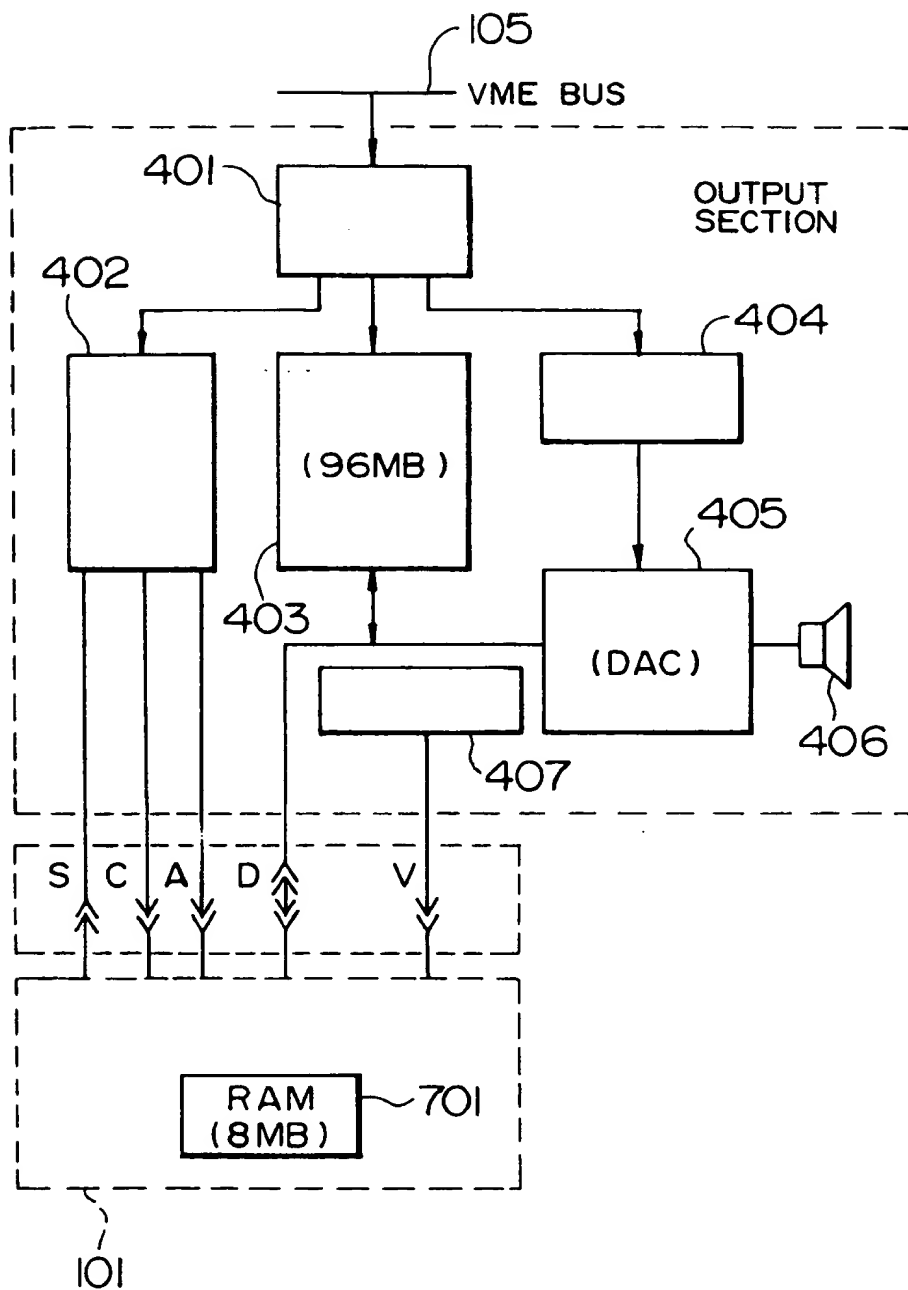 105
VME BUS
401
OUTPUT
SECTION
402
404
(96MB)
405
403
(DAC)
406
407
S C A D V
RAM
(8MB)
701
101